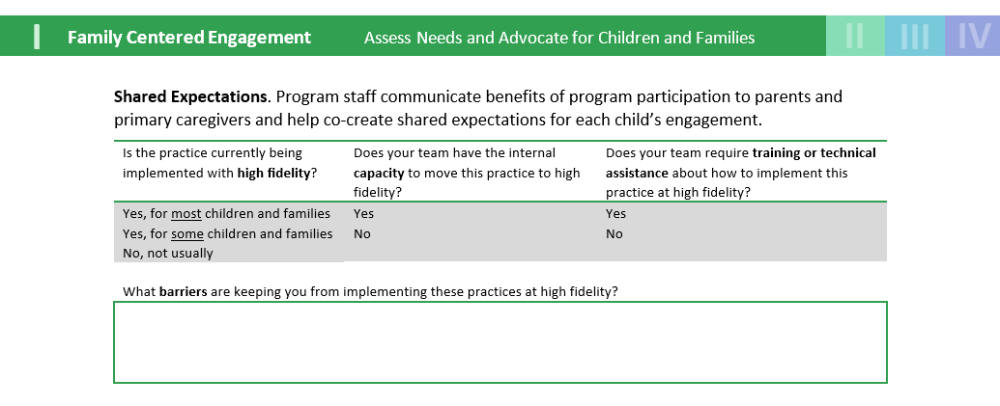 I Family Centered Engagement Assess Needs and Advocate for Children and Families II III IV
Shared Expectations. Program staff communicate benefits of program participation to parents and
primary caregivers and help co-create shared expectations for each child’s engagement.
Is the practice currently being
implemented with high fidelity?
Does your team have the internal
capacity to move this practice to high
fidelity?
Does your team require training or technical
assistance about how to implement this
practice at high fidelity?
Yes, for most children and families
Yes, for some children and families
No, not usually
Yes
No
Yes
No
What barriers are keeping you from implementing these practices at high fidelity?